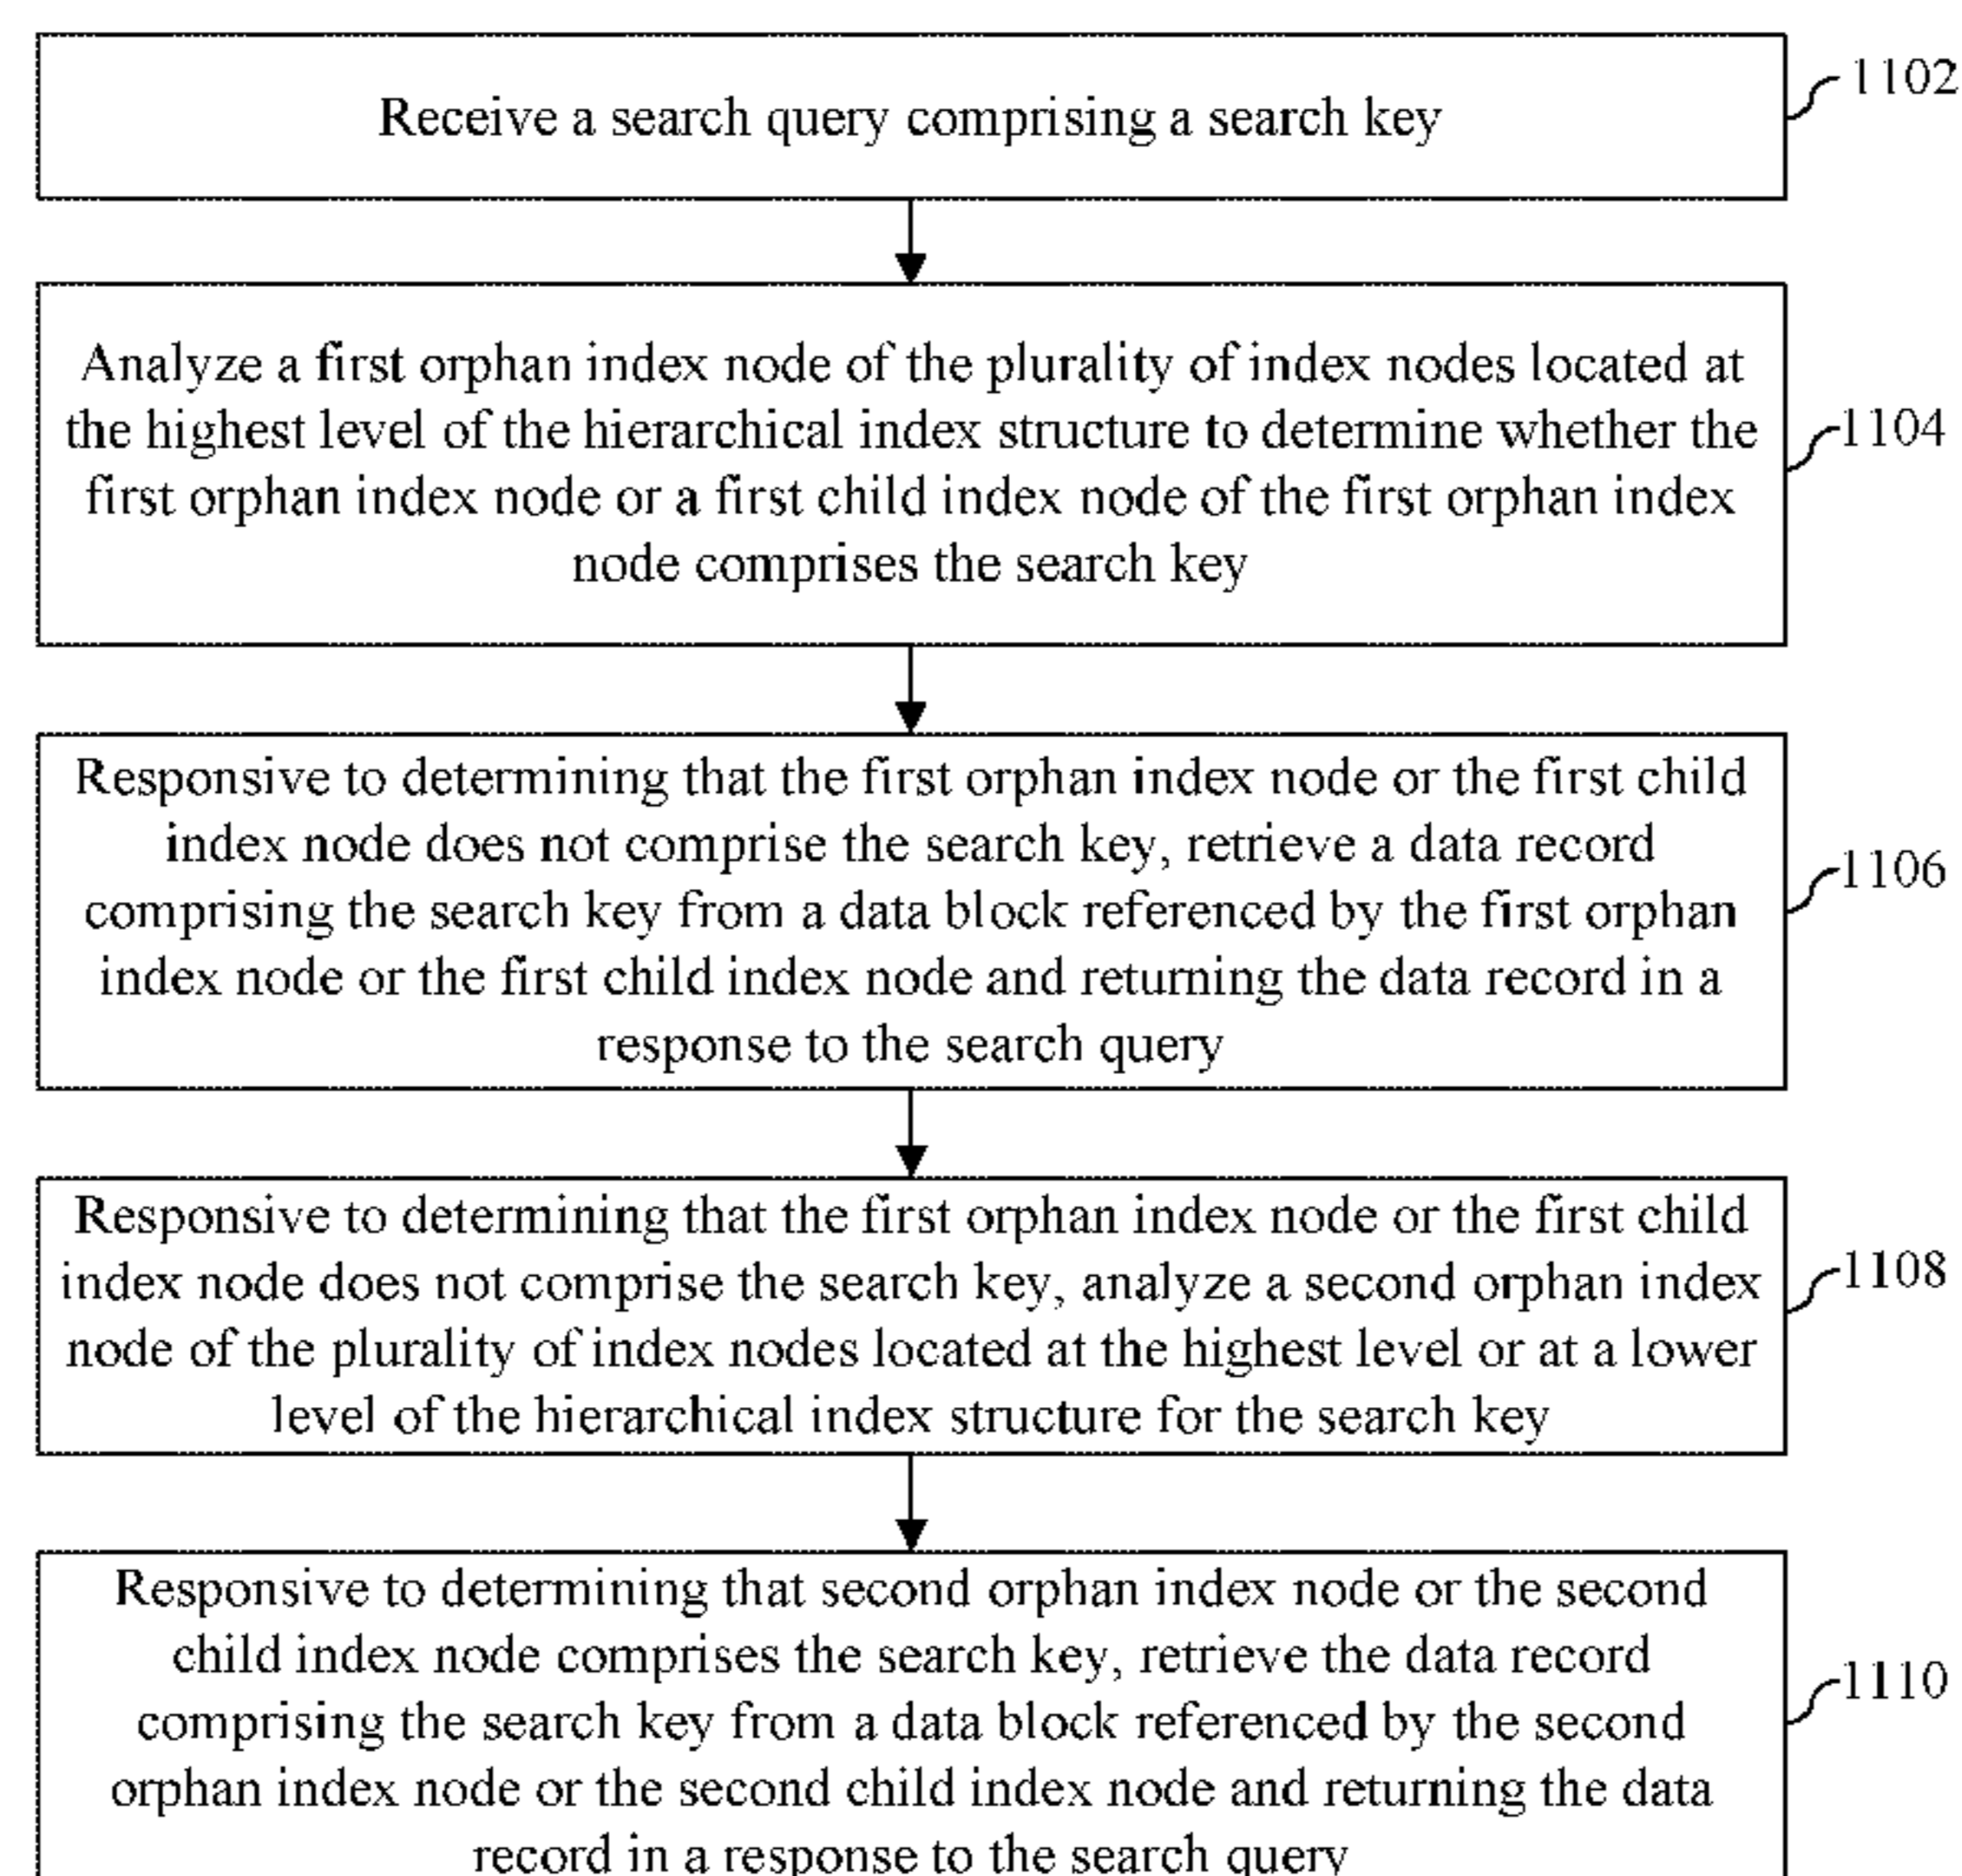 Receive a search query comprising a search key
1102
Analyze a first orphan index node of the plurality of index nodes located at
the highest level of the hierarchical index structure to determine whether the
first orphan index node or a first child index node of the first orphan index
node comprises the search key
1104
Responsive to determining that the first orphan index node or the first child
index node does not comprise the search key, retrieve a data record
comprising the search key from a data block referenced by the first orphan
index node or the first child index node and returning the data record in a
response to the search query
1106
Responsive to determining that the first orphan index node or the first child
index node does not comprise the search key, analyze a second orphan index
node of the plurality of index nodes located at the highest level or at a lower
level of the hierarchical index structure for the search key
1108
Responsive to determining that second orphan index node or the second
child index node comprises the search key, retrieve the data record
comprising the search key from a data block referenced by the second
orphan index node or the second child index node and returning the data
record in a response to the search query
1110